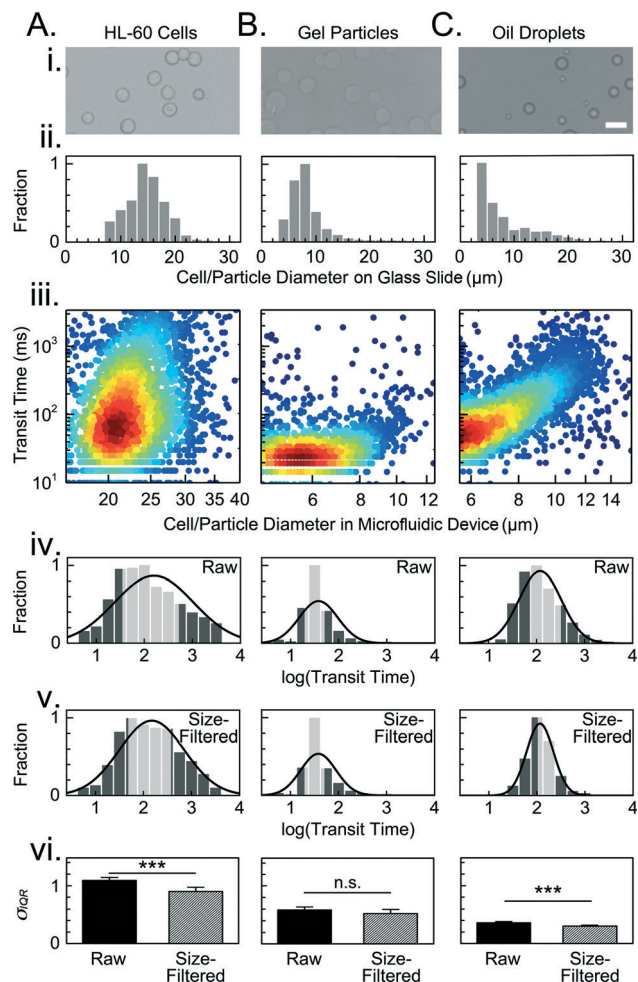 A. B. C.
HL-60 Cells Gel Particles Oil Droplets
i.
ii.
Fraction
1
0
0 10 20 30 0 10 20 30 0 10 20 30
Cell/Particle Diameter on Glass Slide (µm)
iii.
Transit Time (ms)
10³
10²
10¹
20 25 30 35 40 6 8 10 12 6 8 10 12 14
Cell/Particle Diameter in Microfluidic Device (µm)
iv.
Fraction
1
0
Raw Raw Raw
1 2 3 4 1 2 3 4 1 2 3 4
log(Transit Time) log(Transit Time)
v.
Fraction
1
0
Size- Size- Size-
Filtered Filtered Filtered
1 2 3 4 1 2 3 4 1 2 3 4
log(Transit Time) log(Transit Time)
vi.
σIQR
1
0
*** n.s. ***
Raw Size- Raw Size- Raw Size-
Filtered Filtered Filtered